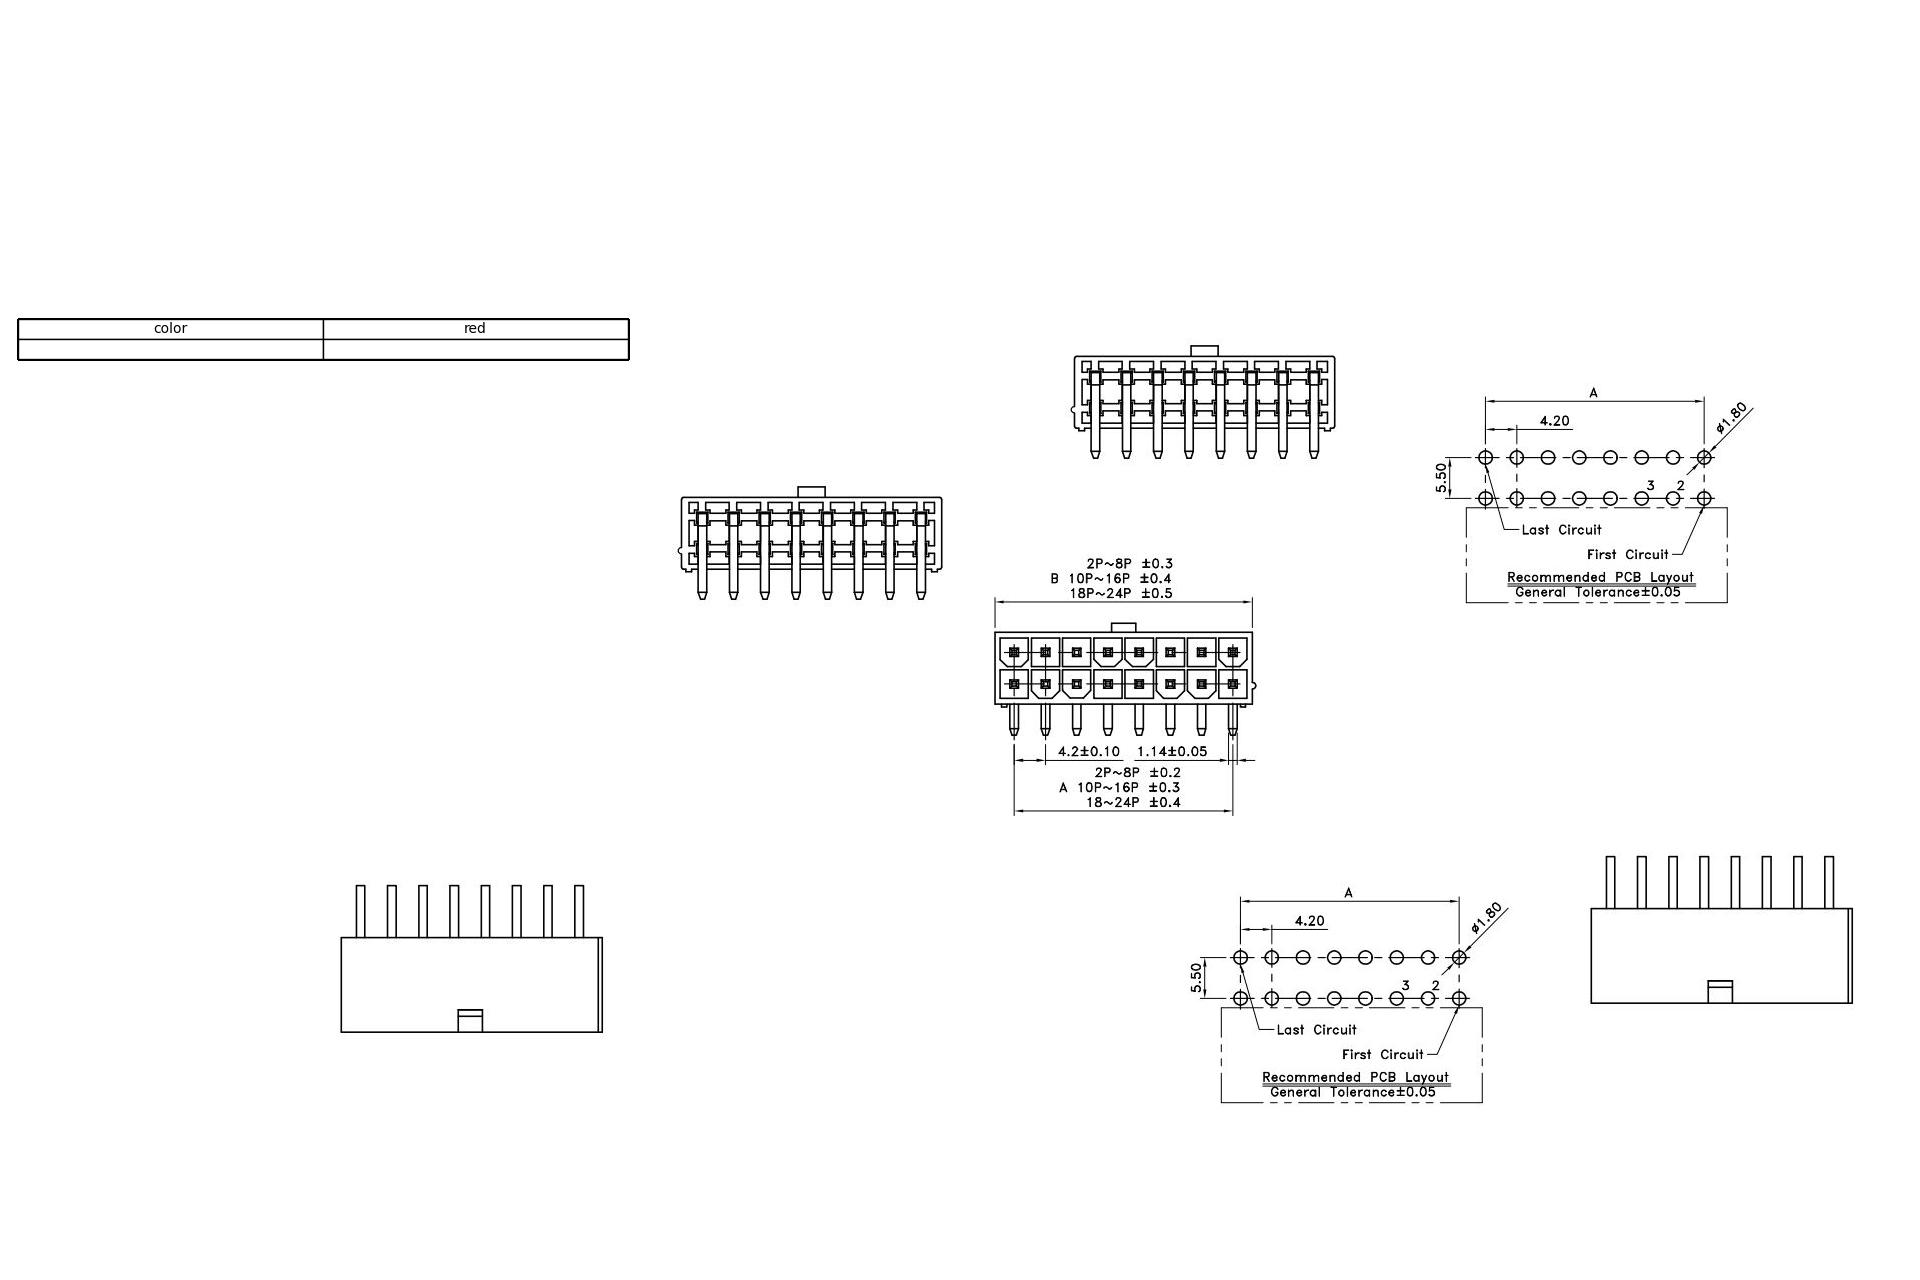 color red
A
4.20
ø1.80
5.50
3 2
Last Circuit
First Circuit
Recommended PCB Layout
General Tolerance±0.05
2P~8P ±0.3
B 10P~16P ±0.4
18P~24P ±0.5
4.2±0.10 1.14±0.05
2P~8P ±0.2
A 10P~16P ±0.3
18~24P ±0.4
A
4.20
ø1.80
5.50
3 2
Last Circuit
First Circuit
Recommended PCB Layout
General Tolerance±0.05